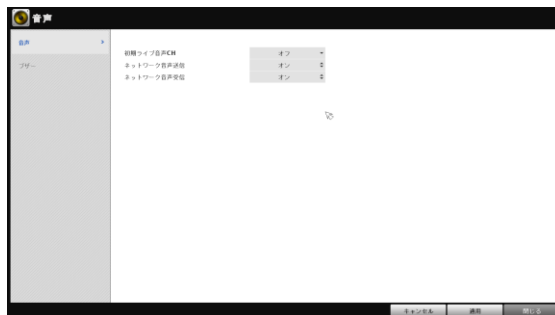 音声
音声
ブザー
初期ライブ音声CH オフ
ネットワーク音声送信 オン
ネットワーク音声受信 オン
キャンセル 適用 閉じる